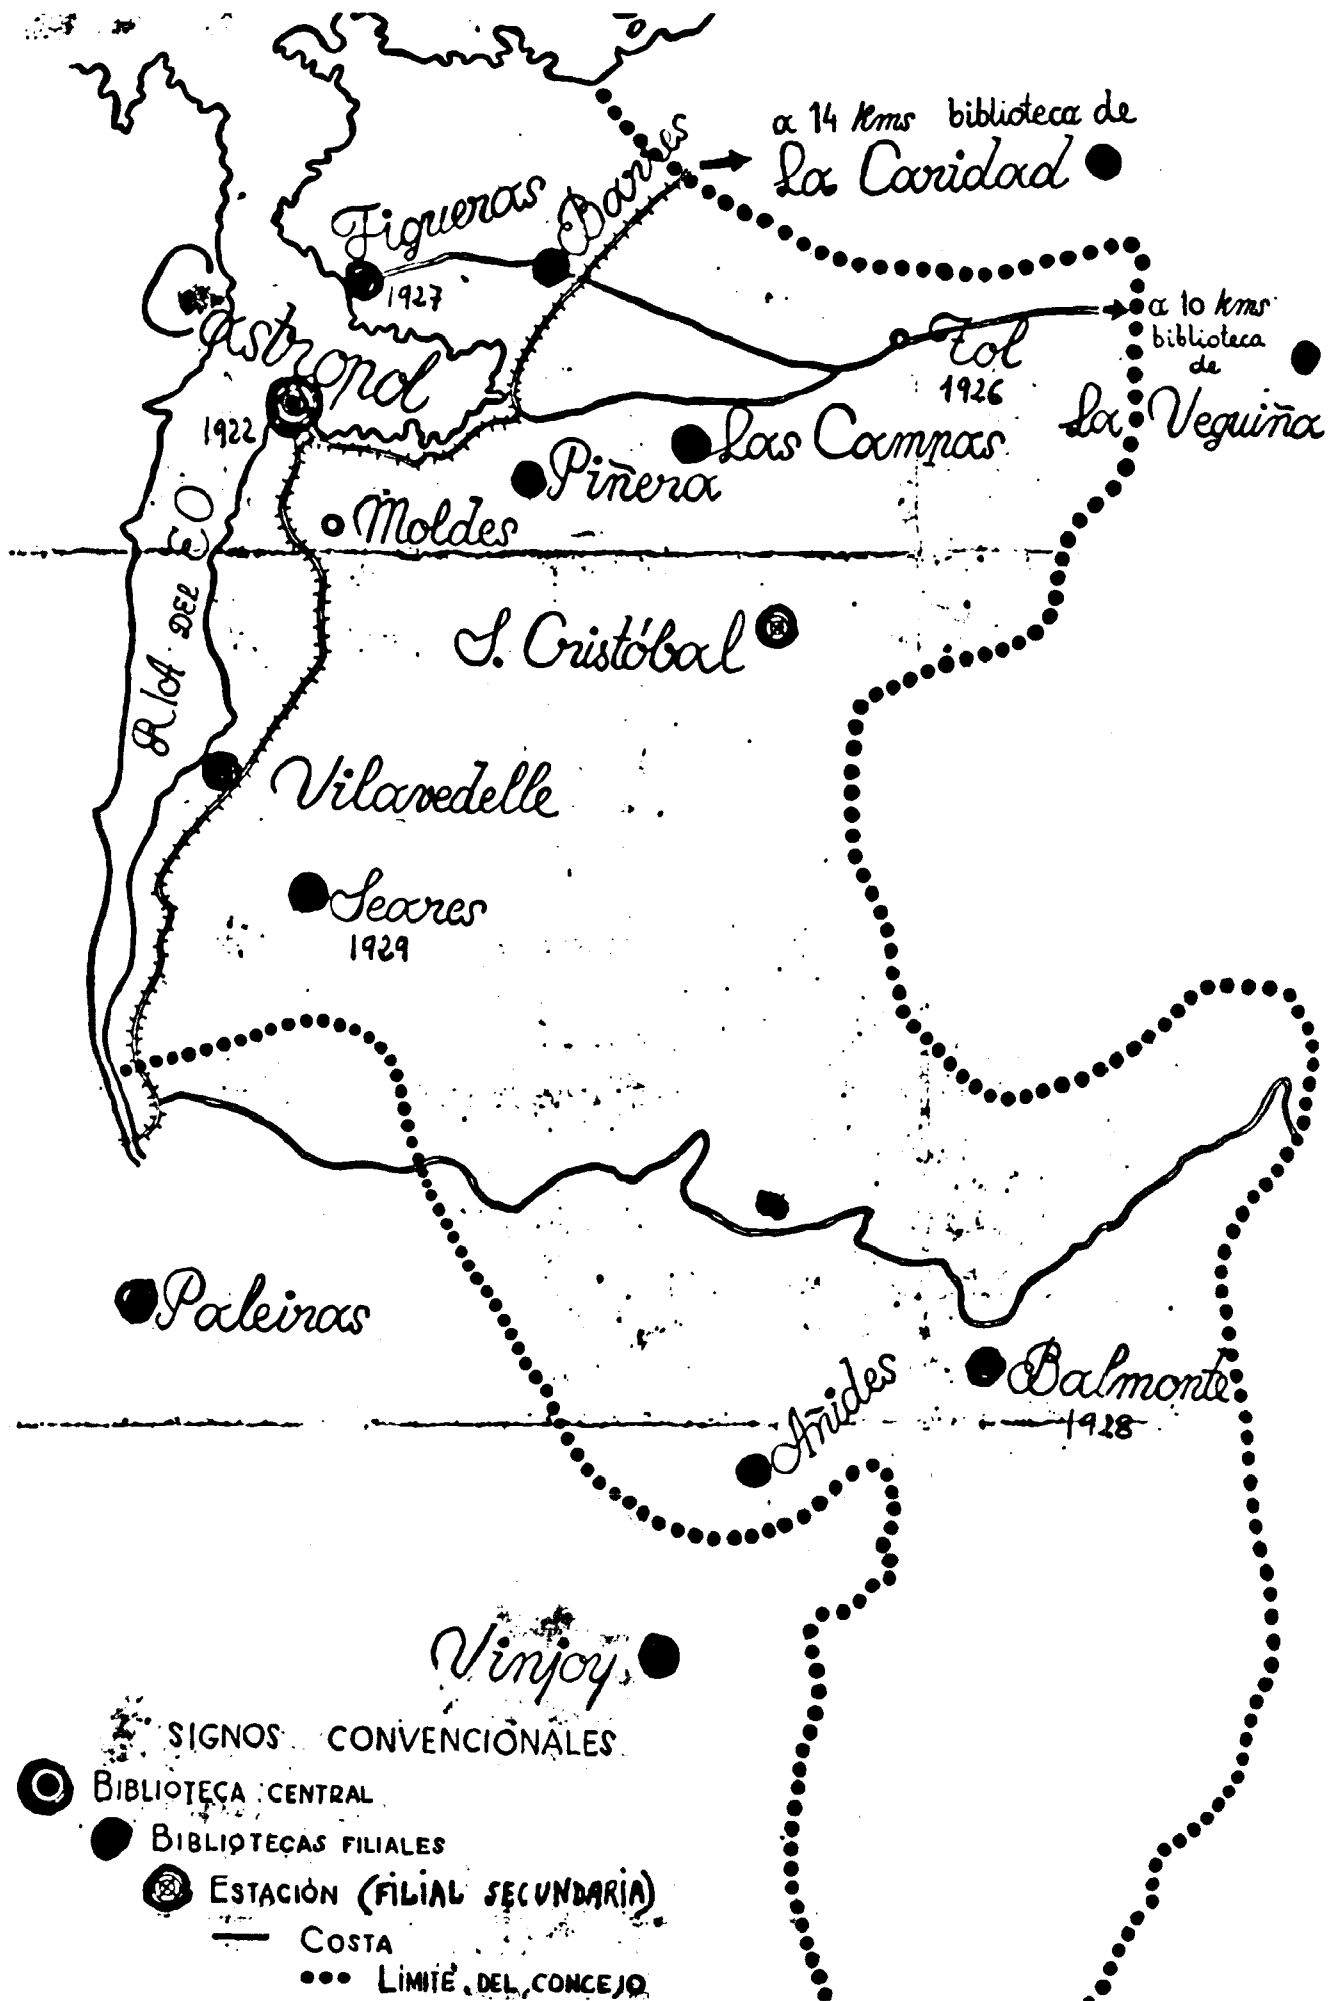 a 14 kms biblioteca de
La Caridad
Barres
Figueras
1927
a 10 kms
biblioteca
de
La Veguiña
Castropol
1922
Tol
1926
Las Campas
Piñera
Moldes
RIA DEL EO
S. Cristóbal
Vilavedelle
Seares
1929
Paleiras
Balmonte
1928
Añides
Vinjoy
SIGNOS CONVENCIONALES
BIBLIOTECA CENTRAL
BIBLIOTECAS FILIALES
ESTACIÓN (FILIAL SECUNDARIA)
COSTA
LIMITE DEL CONCEJO